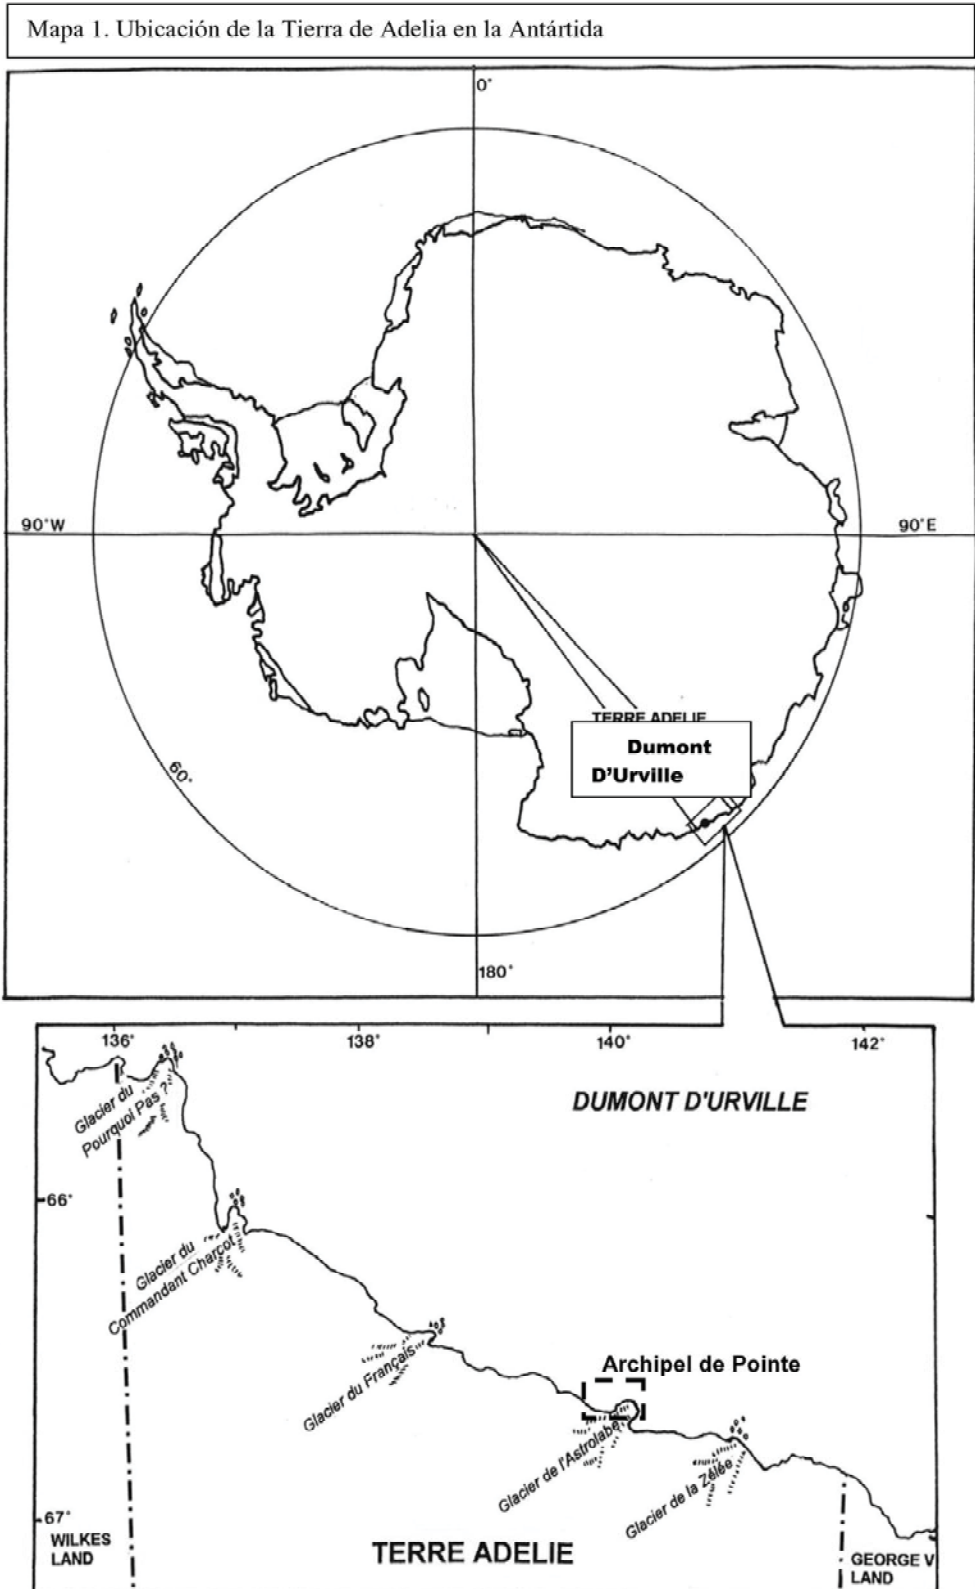 Mapa 1. Ubicación de la Tierra de Adelia en la Antártida
0°
90°W
90°E
TERRE ADELIE
Dumont
D’Urville
60°
180°
136°
138°
140°
142°
DUMONT D'URVILLE
Glacier du
Pourquoi Pas ?
66°
Glacier du
Commandant Charcot
Archipel de Pointe
Glacier du Français
Glacier de l'Astrolabe
Glacier de la Zélée
67°
WILKES
LAND
TERRE ADELIE
GEORGE V
LAND